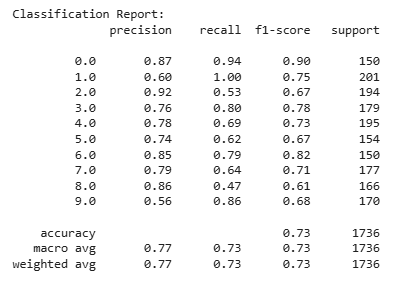 Classification Report:
precision recall f1-score support
0.0 0.87 0.94 0.90 150
1.0 0.60 1.00 0.75 201
2.0 0.92 0.53 0.67 194
3.0 0.76 0.80 0.78 179
4.0 0.78 0.69 0.73 195
5.0 0.74 0.62 0.67 154
6.0 0.85 0.79 0.82 150
7.0 0.79 0.64 0.71 177
8.0 0.86 0.47 0.61 166
9.0 0.56 0.86 0.68 170
accuracy 0.73 1736
macro avg 0.77 0.73 0.73 1736
weighted avg 0.77 0.73 0.73 1736